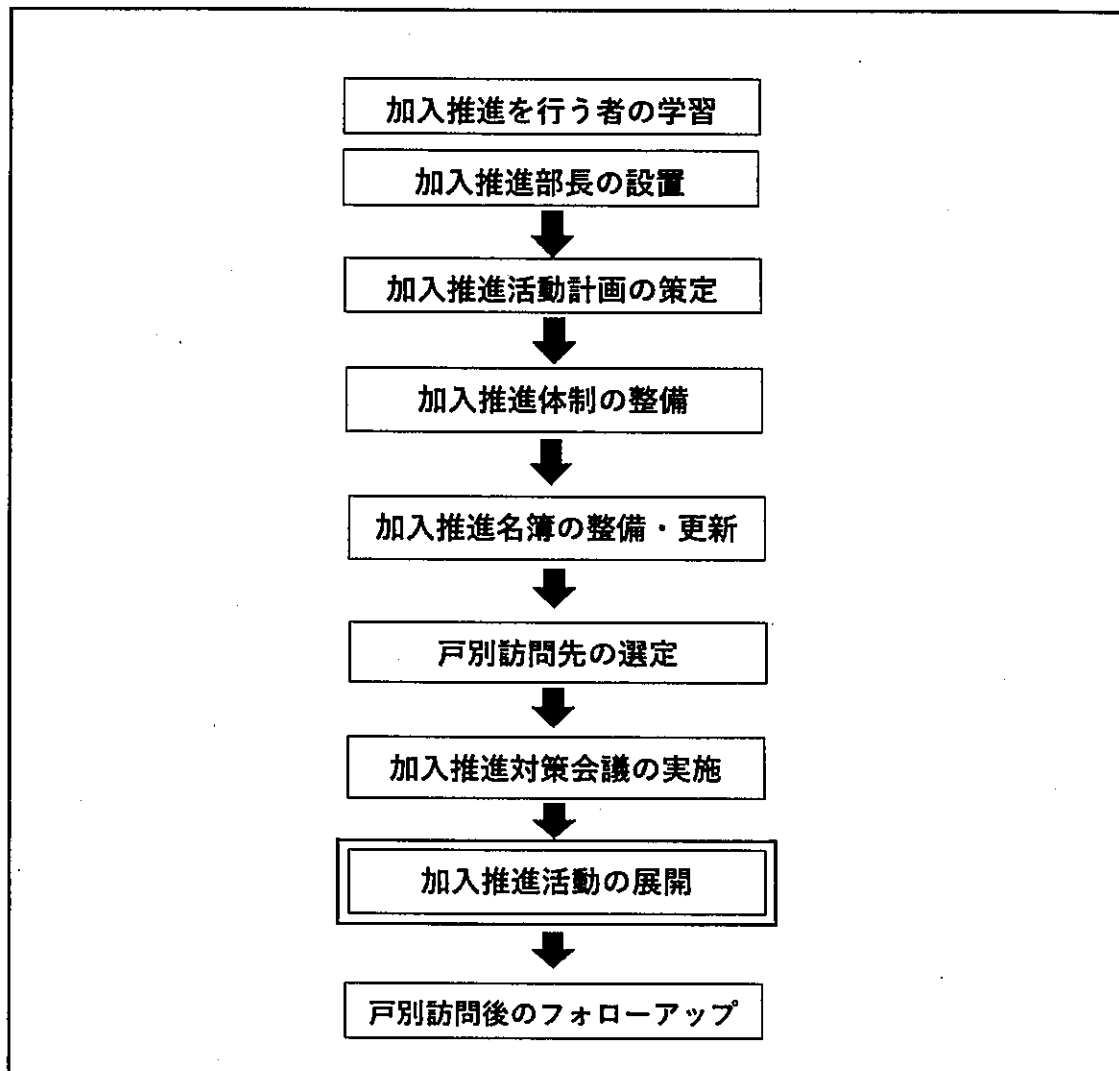 加入推進を行う者の学習
加入推進部長の設置
加入推進活動計画の策定
加入推進体制の整備
加入推進名簿の整備・更新
戸別訪問先の選定
加入推進対策会議の実施
加入推進活動の展開
戸別訪問後のフォローアップ